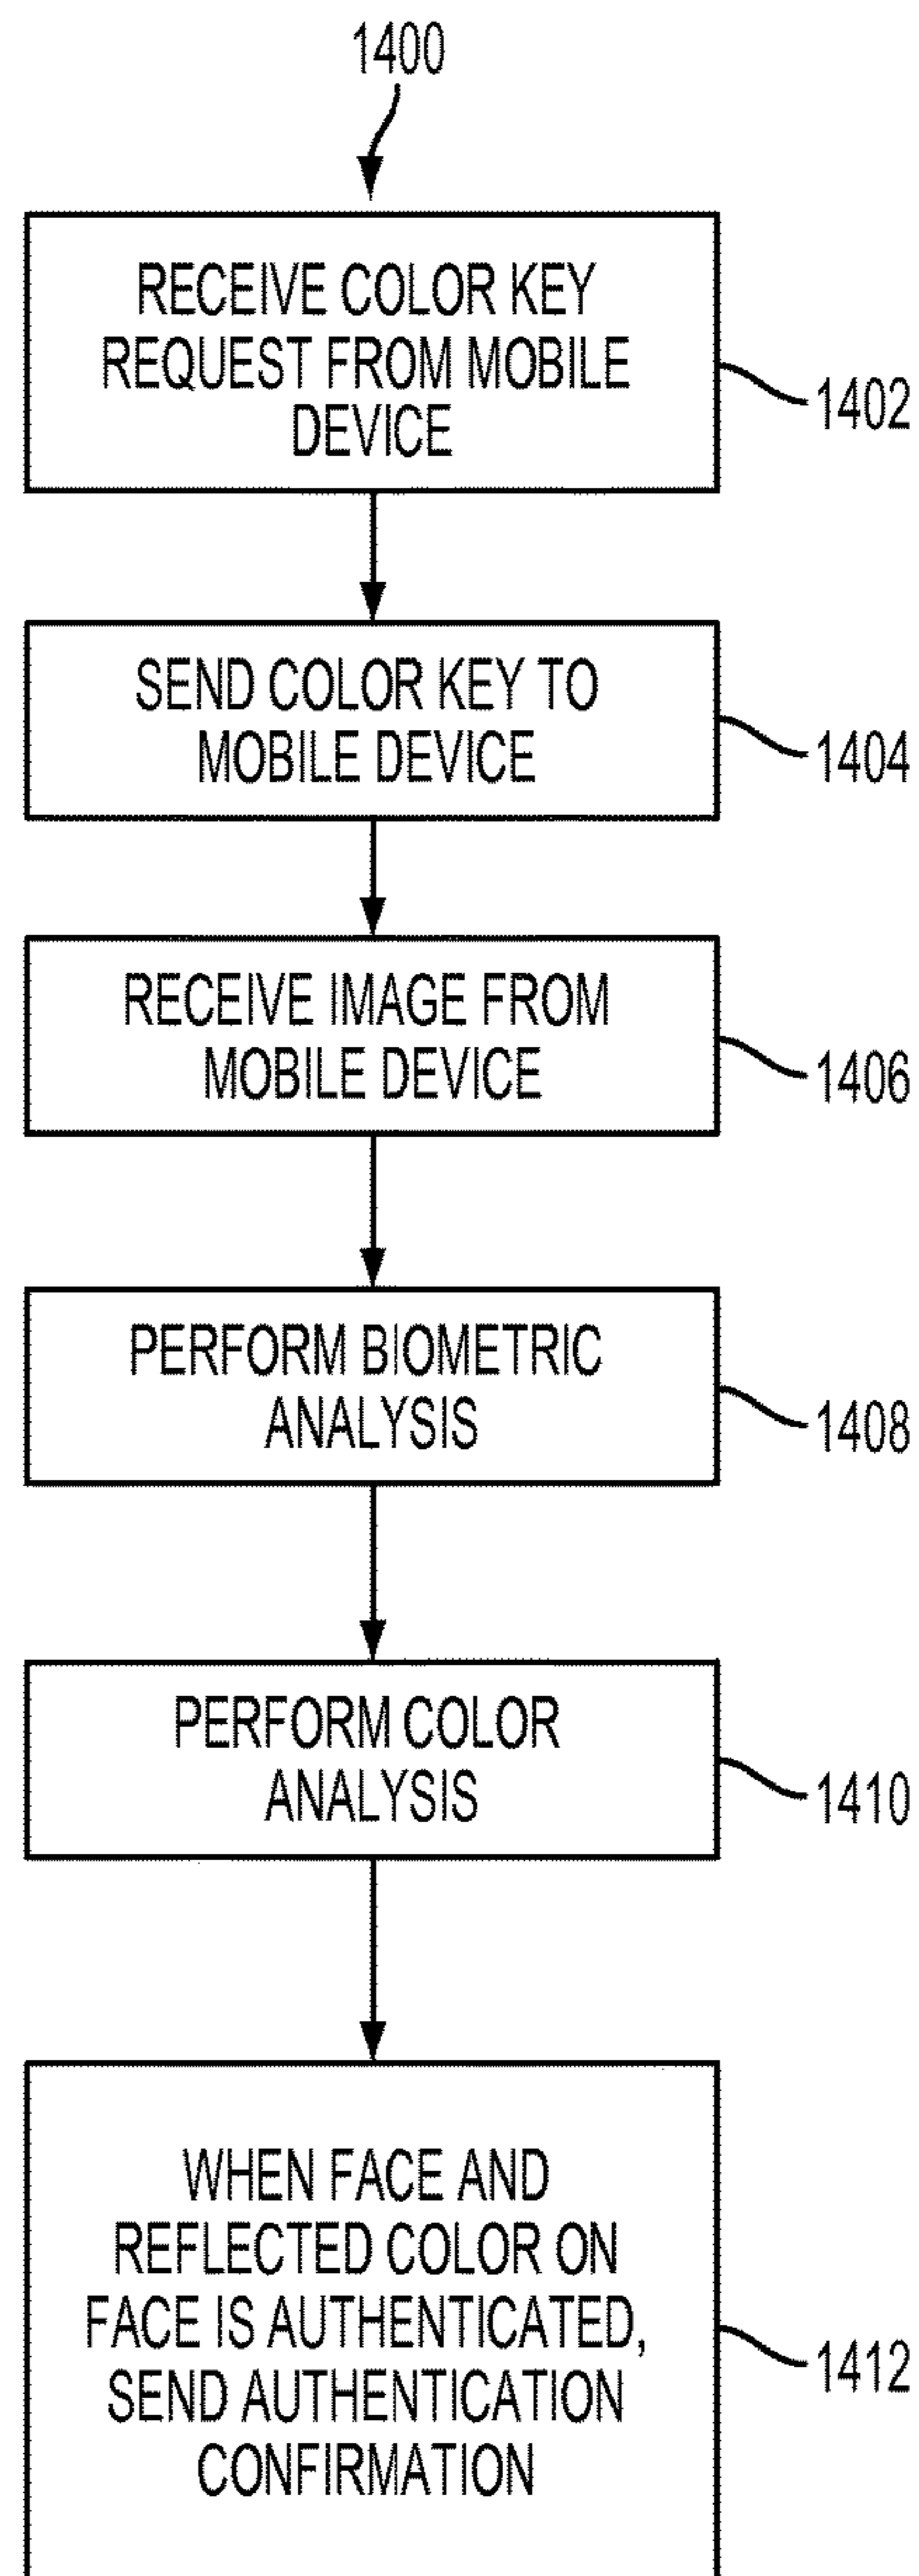 1400
RECEIVE COLOR KEY
REQUEST FROM MOBILE
DEVICE
1402
SEND COLOR KEY TO
MOBILE DEVICE
1404
RECEIVE IMAGE FROM
MOBILE DEVICE
1406
PERFORM BIOMETRIC
ANALYSIS
1408
PERFORM COLOR
ANALYSIS
1410
WHEN FACE AND
REFLECTED COLOR ON
FACE IS AUTHENTICATED,
SEND AUTHENTICATION
CONFIRMATION
1412